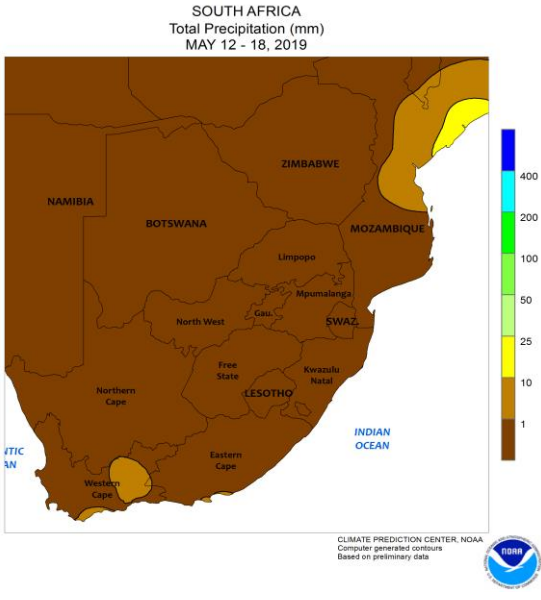 SOUTH AFRICA
Total Precipitation (mm)
MAY 12 - 18, 2019
ZIMBABWE
NAMIBIA
BOTSWANA
MOZAMBIQUE
Limpopo
Mpumalanga
Gau.
North West
SWAZ.
Free
State
Kwazulu
Natal
LESOTHO
Northern
Cape
Eastern
Cape
Western
Cape
NTIC
AN
INDIAN
OCEAN
400
200
100
50
25
10
1
CLIMATE PREDICTION CENTER, NOAA
Computer generated contours
Based on preliminary data
NOAA